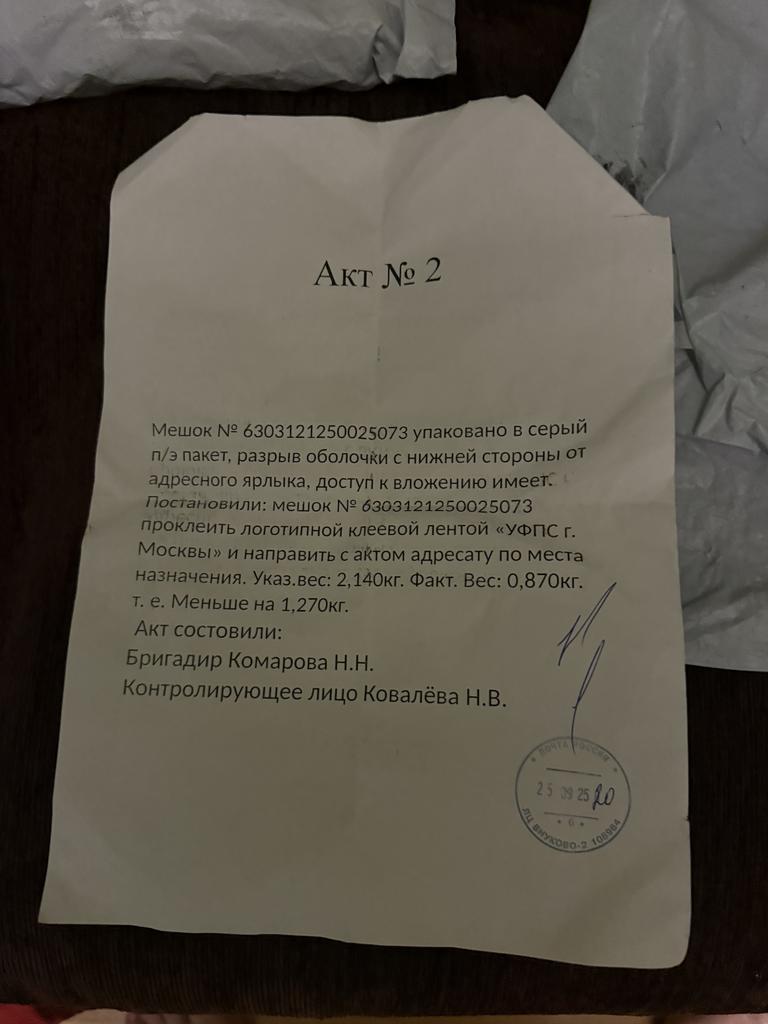 Акт № 2
Мешок № 6303121250025073 упаковано в серый
п/э пакет, разрыв оболочки с нижней стороны от
адресного ярлыка, доступ к вложению имеет.
Постановили: мешок № 6303121250025073
проклеить логотипной клеевой лентой «УФПС г.
Москвы» и направить с актом адресату по места
назначения. Указ.вес: 2,140кг. Факт. Вес: 0,870кг.
т. е. Меньше на 1,270кг.
Акт составили:
Бригадир Комарова Н.Н.
Контролирующее лицо Ковалёва Н.В.
ПОЧТА РОССИИ
25 09 25 20
6
ЛЦ ВНУКОВО-2 108964